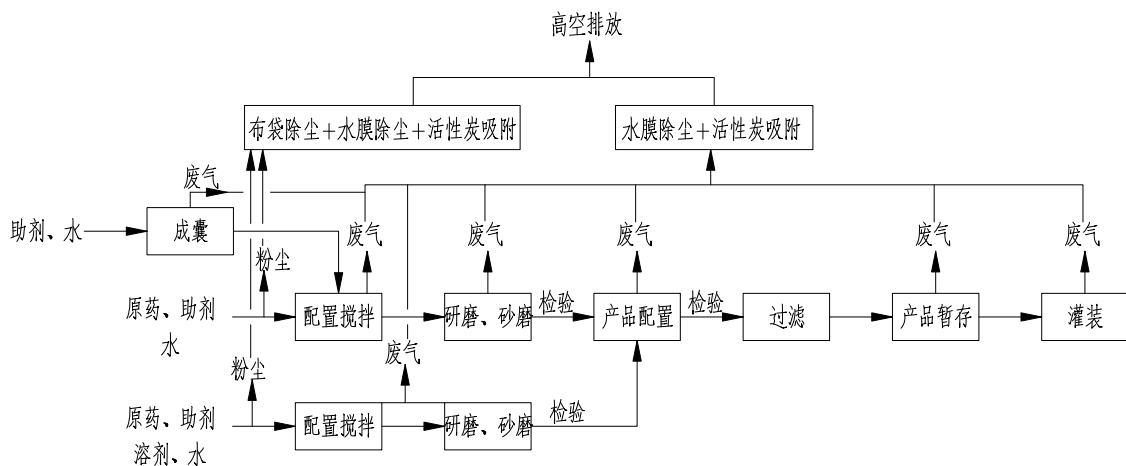 高空排放
布袋除尘+水膜除尘+活性炭吸附
水膜除尘+活性炭吸附
废气
助剂、水
成囊
废气
废气
废气
废气
废气
粉尘
原药、助剂
水
配置搅拌
研磨、砂磨
检验
产品配置
检验
过滤
产品暂存
灌装
粉尘
废气
原药、助剂
溶剂、水
配置搅拌
研磨、砂磨
检验